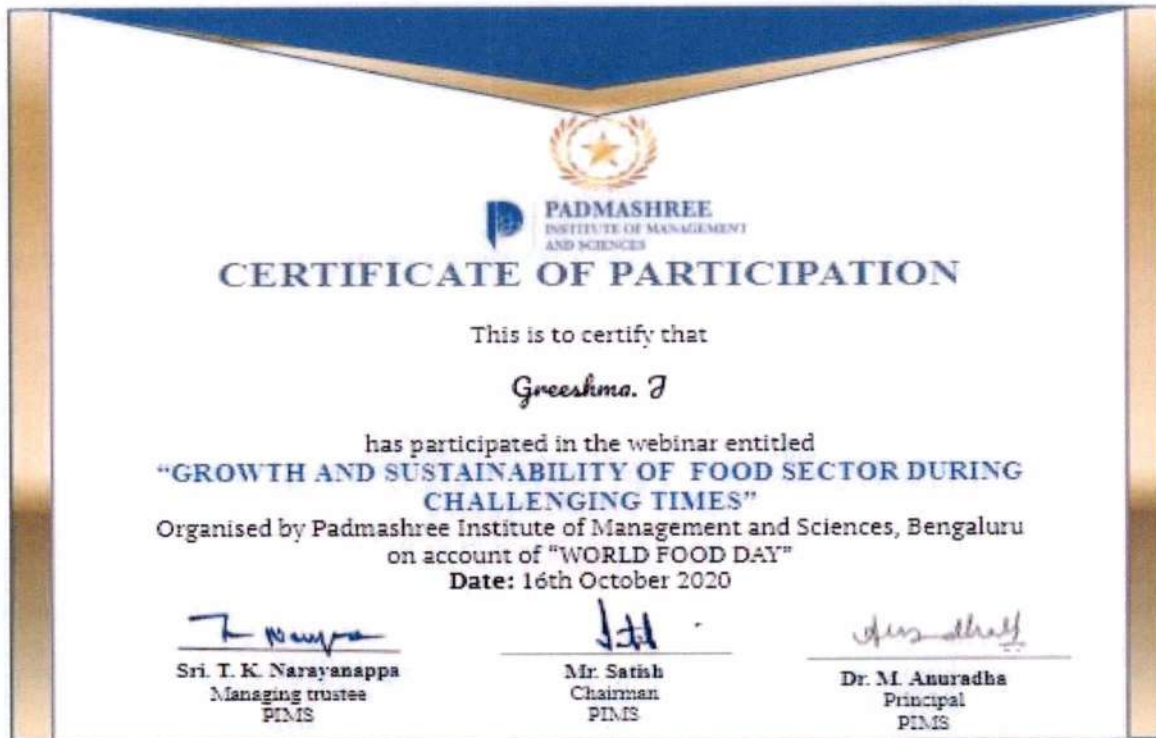 PADMASHREE
INSTITUTE OF MANAGEMENT
AND SCIENCES
CERTIFICATE OF PARTICIPATION
This is to certify that
Greeshma. J
has participated in the webinar entitled
"GROWTH AND SUSTAINABILITY OF FOOD SECTOR DURING
CHALLENGING TIMES"
Organised by Padmashree Institute of Management and Sciences, Bengaluru
on account of "WORLD FOOD DAY"
Date: 16th October 2020
Sri. T. K. Narayanappa
Managing trustee
PIMS
Mr. Satish
Chairman
PIMS
Dr. M. Anuradha
Principal
PIMS